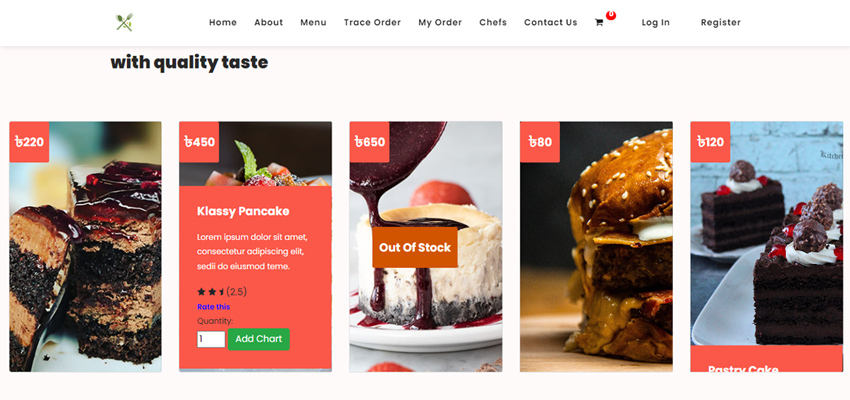 Home About Menu Trace Order My Order Chefs Contact Us 0 Log In Register
with quality taste
৳220
৳450
৳650
৳80
৳120
Klassy Pancake
Lorem ipsum dolor sit amet,
consectetur adipiscing elit,
sedii do eiusmod teme.
(2.5)
Rate this
Quantity:
1 Add Chart
Out Of Stock
Pastry Cake